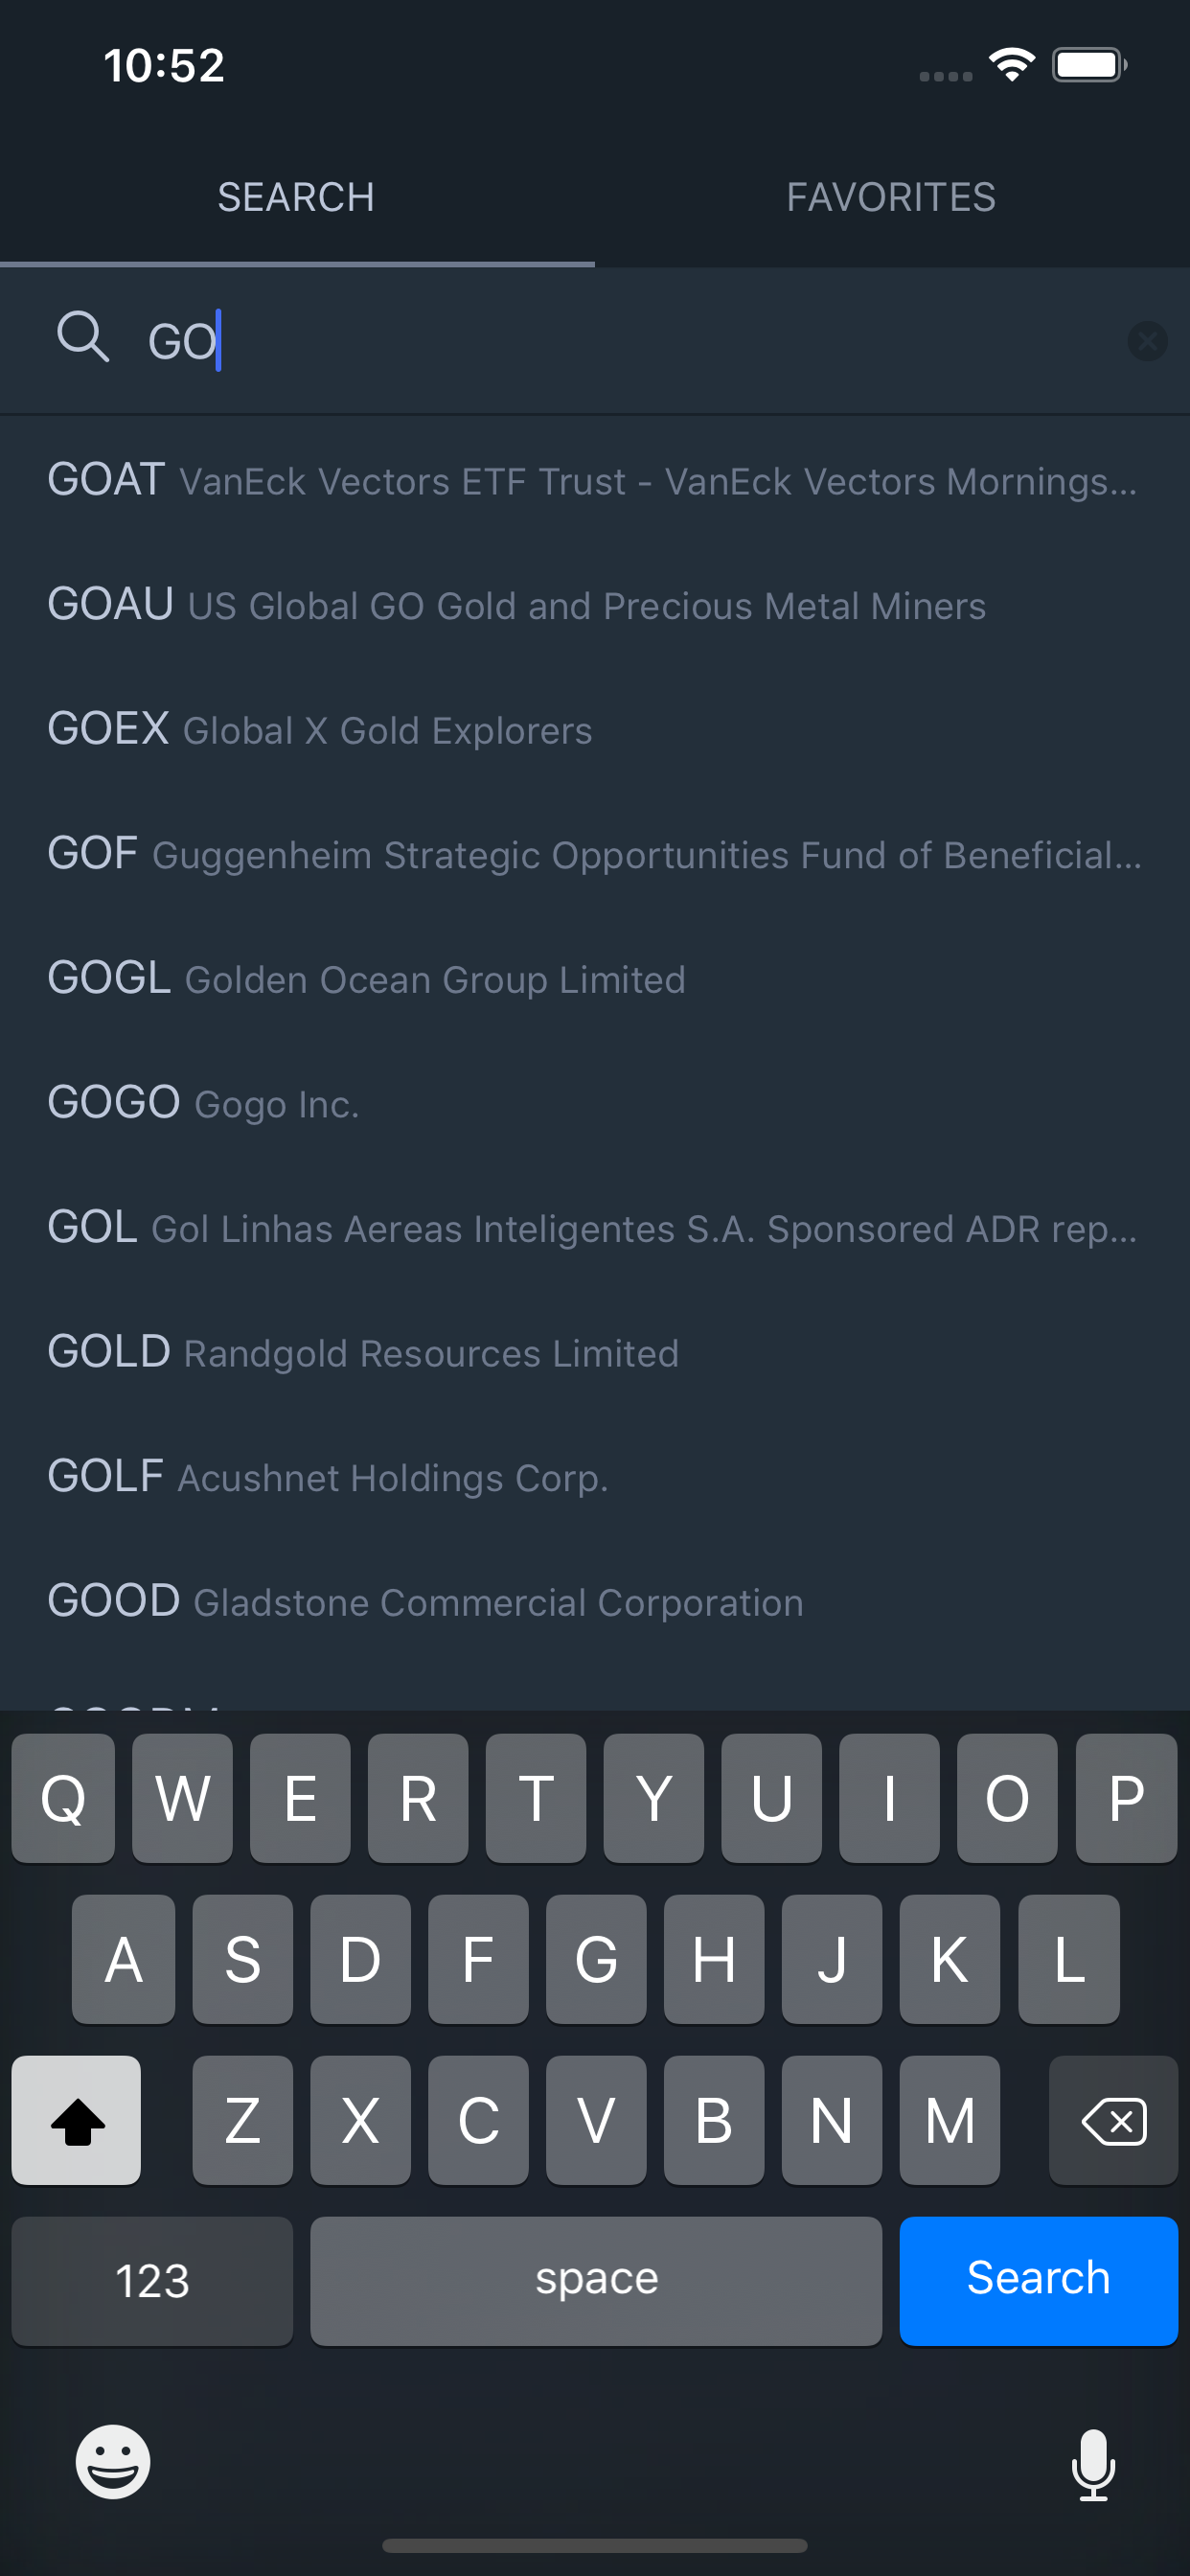 10:52
SEARCH FAVORITES
GO
GOAT VanEck Vectors ETF Trust - VanEck Vectors Mornings...
GOAU US Global GO Gold and Precious Metal Miners
GOEX Global X Gold Explorers
GOF Guggenheim Strategic Opportunities Fund of Beneficial...
GOGL Golden Ocean Group Limited
GOGO Gogo Inc.
GOL Gol Linhas Aereas Inteligentes S.A. Sponsored ADR rep...
GOLD Randgold Resources Limited
GOLF Acushnet Holdings Corp.
GOOD Gladstone Commercial Corporation
Q W E R T Y U I O P
A S D F G H J K L
Z X C V B N M
123 space Search